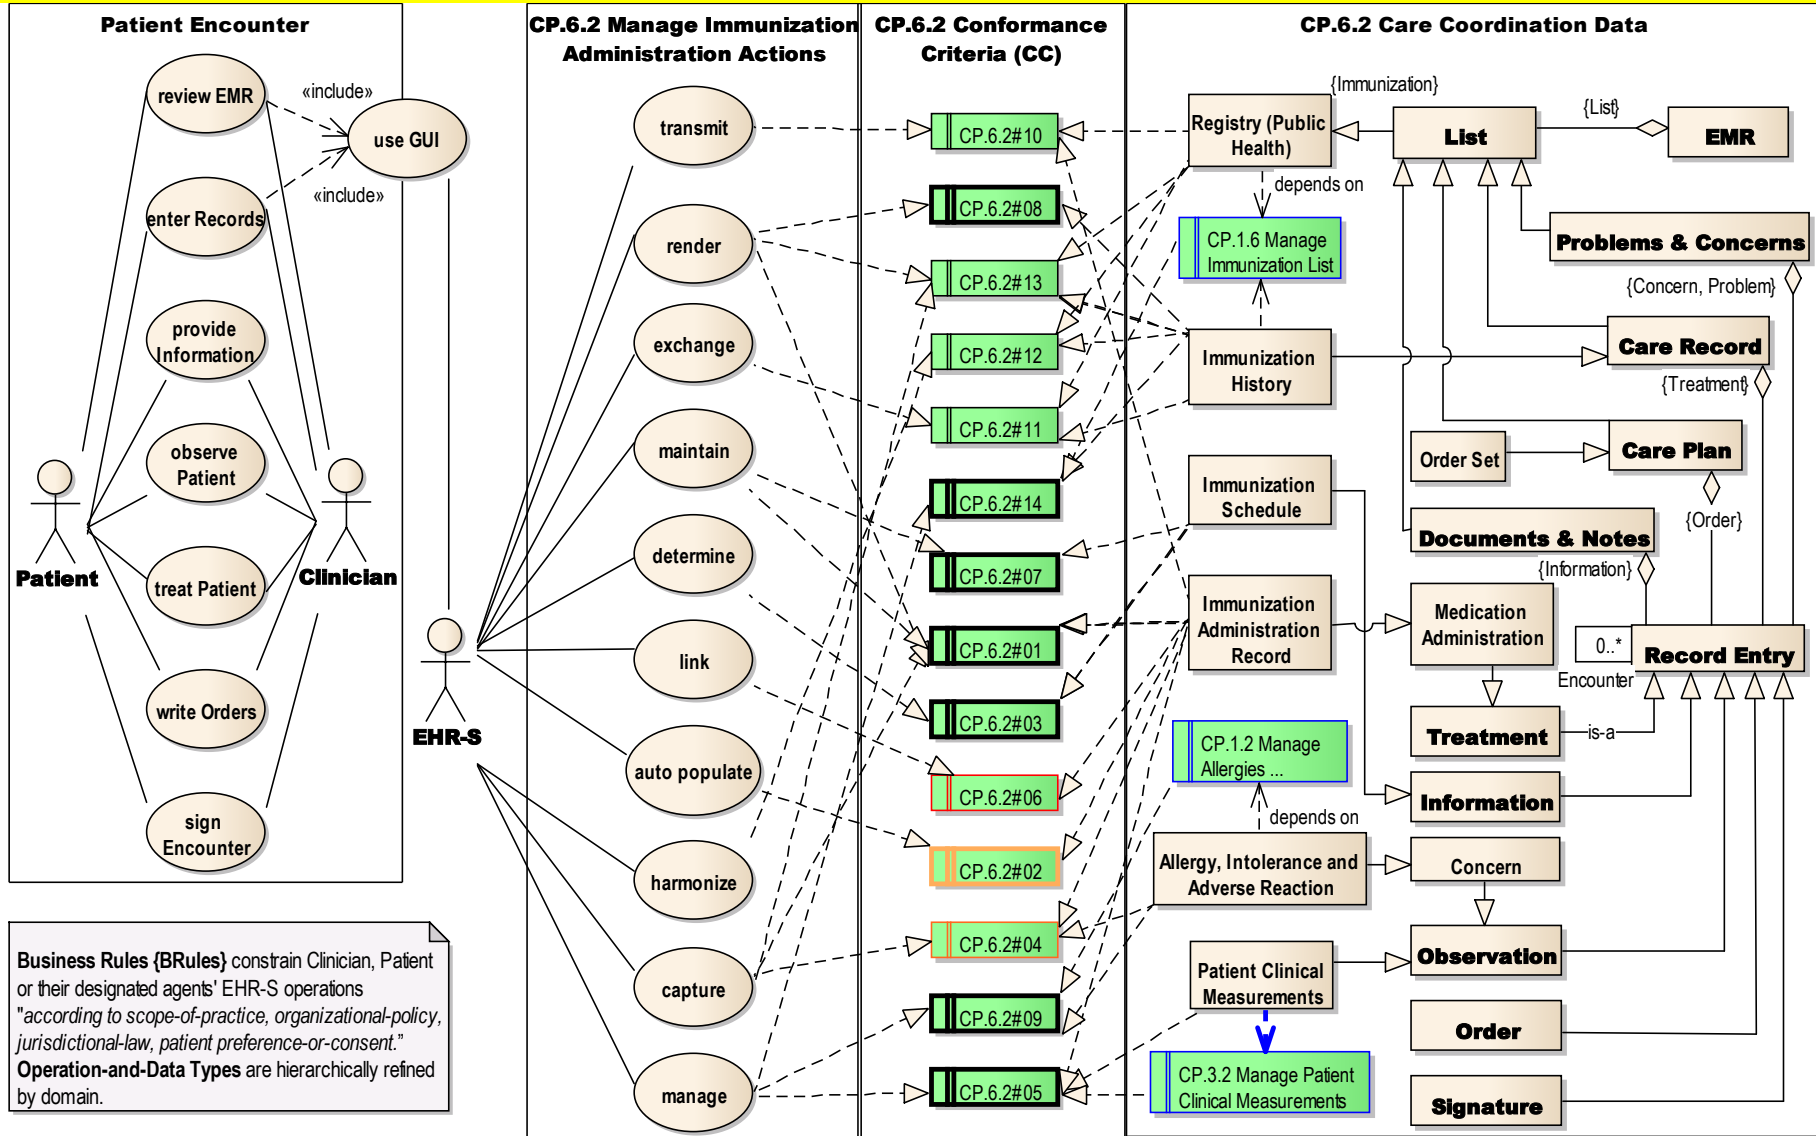 Patient Encounter
review EMR
«include»
use GUI
enter Records
«include»
provide
Information
observe
Patient
Patient
Clinician
treat Patient
write Orders
sign
Encounter
EHR-S
Business Rules {BRules} constrain Clinician, Patient
or their designated agents' EHR-S operations
"according to scope-of-practice, organizational-policy,
jurisdictional-law, patient preference-or-consent."
Operation-and-Data Types are hierarchically refined
by domain.
CP.6.2 Manage Immunization
Administration Actions
transmit
render
exchange
maintain
determine
link
auto populate
harmonize
capture
manage
CP.6.2 Conformance
Criteria (CC)
CP.6.2#10
CP.6.2#08
CP.6.2#13
CP.6.2#12
CP.6.2#11
CP.6.2#14
CP.6.2#07
CP.6.2#01
CP.6.2#03
CP.6.2#06
CP.6.2#02
CP.6.2#04
CP.6.2#09
CP.6.2#05
CP.6.2 Care Coordination Data
{Immunization}
Registry (Public
Health)
List
{List}
EMR
depends on
CP.1.6 Manage
Immunization List
Problems & Concerns
{Concern, Problem}
Immunization
History
Care Record
{Treatment}
Order Set
Care Plan
Immunization
Schedule
{Order}
Documents & Notes
{Information}
Immunization
Administration
Record
Medication
Administration
0..*
Record Entry
Encounter
Treatment
is-a
CP.1.2 Manage
Allergies ...
Information
depends on
Allergy, Intolerance and
Adverse Reaction
Concern
Patient Clinical
Measurements
Observation
Order
CP.3.2 Manage Patient
Clinical Measurements
Signature